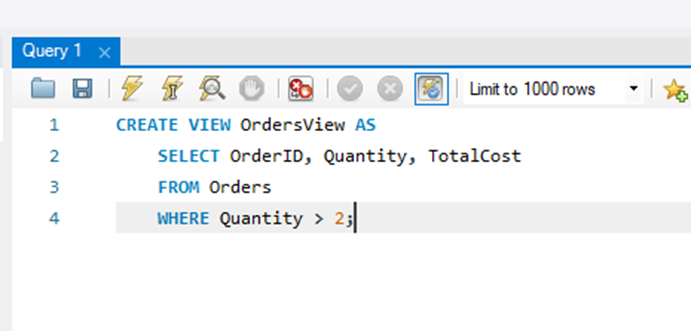 Query 1
Limit to 1000 rows
1 CREATE VIEW OrdersView AS
2 SELECT OrderID, Quantity, TotalCost
3 FROM Orders
4 WHERE Quantity > 2;